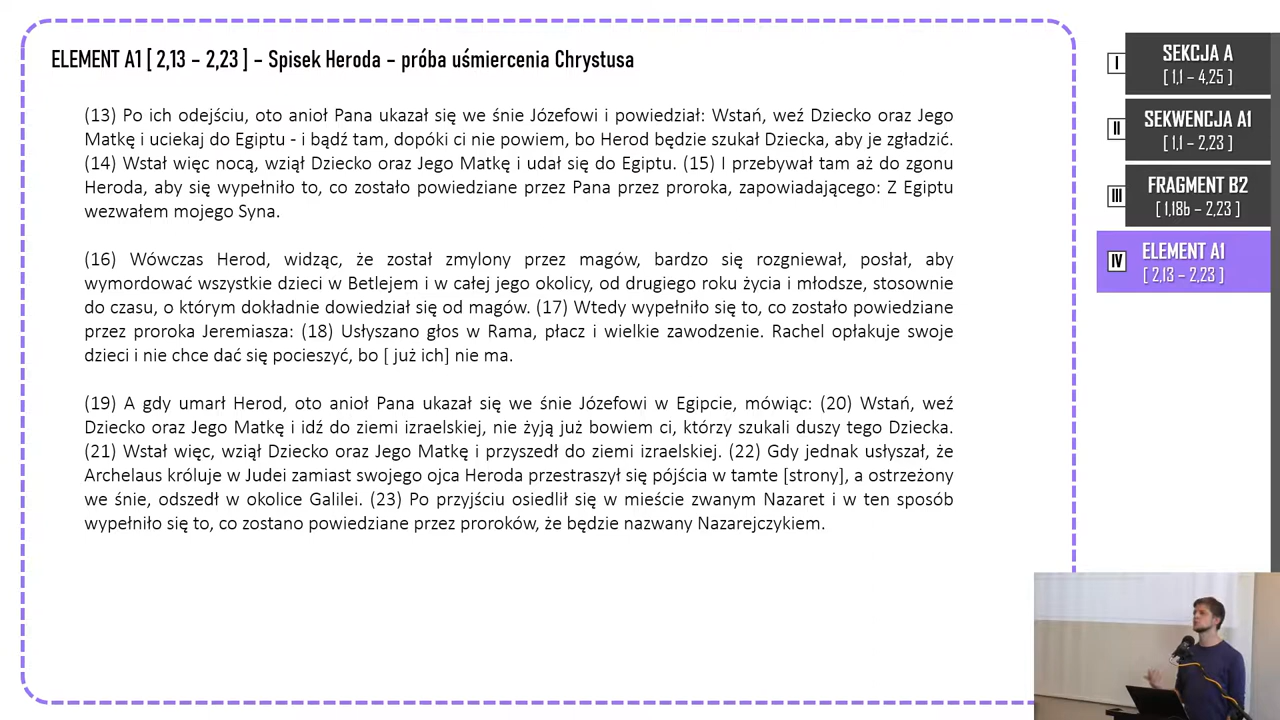 ELEMENT A1 [ 2,13 – 2,23 ] – Spisek Heroda – próba uśmiercenia Chrystusa
(13) Po ich odejściu, oto anioł Pana ukazał się we śnie Józefowi i powiedział: Wstań, weź Dziecko oraz Jego
Matkę i uciekaj do Egiptu - i bądź tam, dopóki ci nie powiem, bo Herod będzie szukał Dziecka, aby je zgładzić.
(14) Wstał więc nocą, wziął Dziecko oraz Jego Matkę i udał się do Egiptu. (15) I przebywał tam aż do zgonu
Heroda, aby się wypełniło to, co zostało powiedziane przez Pana przez proroka, zapowiadającego: Z Egiptu
wezwałem mojego Syna.
(16) Wówczas Herod, widząc, że został zmylony przez magów, bardzo się rozgniewał, posłał, aby
wymordować wszystkie dzieci w Betlejem i w całej jego okolicy, od drugiego roku życia i młodsze, stosownie
do czasu, o którym dokładnie dowiedział się od magów. (17) Wtedy wypełniło się to, co zostało powiedziane
przez proroka Jeremiasza: (18) Usłyszano głos w Rama, płacz i wielkie zawodzenie. Rachel opłakuje swoje
dzieci i nie chce dać się pocieszyć, bo [ już ich] nie ma.
(19) A gdy umarł Herod, oto anioł Pana ukazał się we śnie Józefowi w Egipcie, mówiąc: (20) Wstań, weź
Dziecko oraz Jego Matkę i idź do ziemi izraelskiej, nie żyją już bowiem ci, którzy szukali duszy tego Dziecka.
(21) Wstał więc, wziął Dziecko oraz Jego Matkę i przyszedł do ziemi izraelskiej. (22) Gdy jednak usłyszał, że
Archelaus króluje w Judei zamiast swojego ojca Heroda przestraszył się pójścia w tamte [strony], a ostrzeżony
we śnie, odszedł w okolice Galilei. (23) Po przyjściu osiedlił się w mieście zwanym Nazaret i w ten sposób
wypełniło się to, co zostano powiedziane przez proroków, że będzie nazwany Nazarejczykiem.
I
SEKCJA A
[ 1,1 – 4,25 ]
II
SEKWENCJA A1
[ 1,1 – 2,23 ]
III
FRAGMENT B2
[ 1,18b – 2,23 ]
IV
ELEMENT A1
[ 2,13 – 2,23 ]